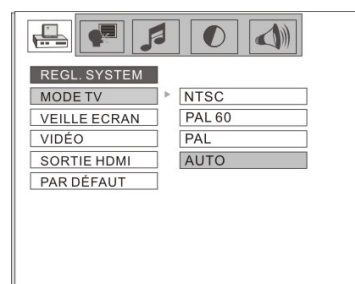 REGL. SYSTEM
MODE TV
VEILLE ECRAN
VIDÉO
SORTIE HDMI
PAR DÉFAUT
NTSC
PAL 60
PAL
AUTO